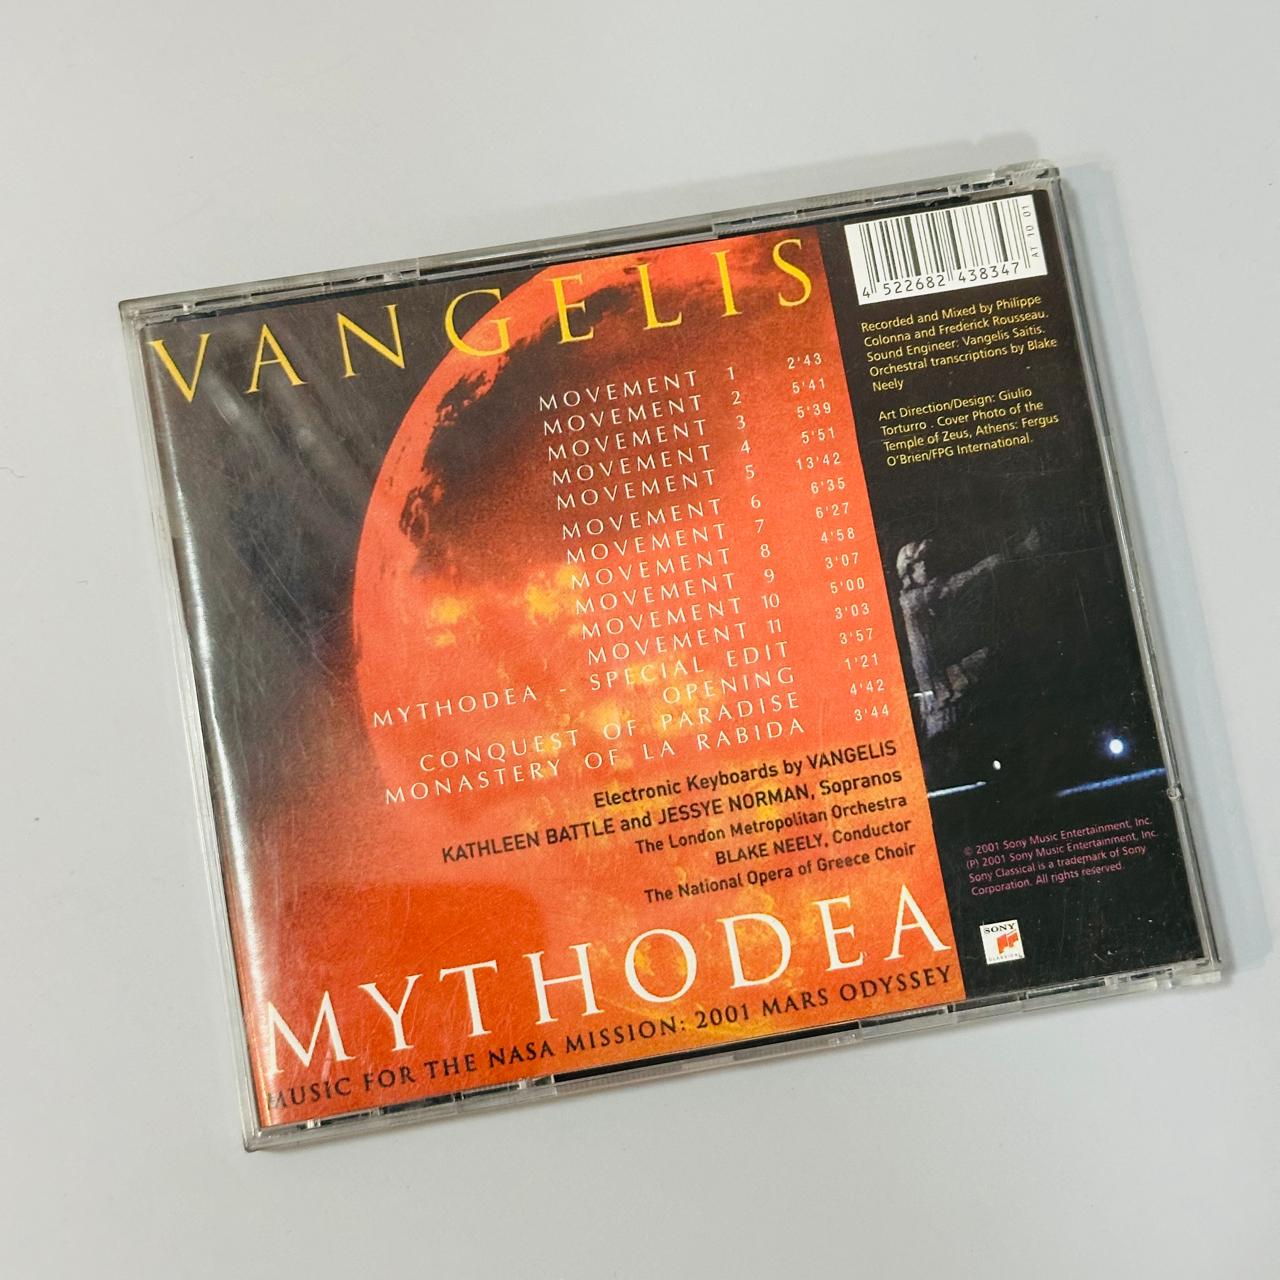 VANGELIS
MOVEMENT 1 2'43
MOVEMENT 2 5'41
MOVEMENT 3 5'39
MOVEMENT 4 5'51
MOVEMENT 5 13'42
MOVEMENT 6 6'35
MOVEMENT 7 6'27
MOVEMENT 8 4'58
MOVEMENT 9 3'07
MOVEMENT 10 5'00
MOVEMENT 11 3'03
MYTHODEA - SPECIAL EDIT 3'57
OPENING 1'21
CONQUEST OF PARADISE 4'42
MONASTERY OF LA RABIDA 3'44
Electronic Keyboards by VANGELIS
KATHLEEN BATTLE and JESSYE NORMAN, Sopranos
The London Metropolitan Orchestra
BLAKE NEELY, Conductor
The National Opera of Greece Choir
MYTHODEA
MUSIC FOR THE NASA MISSION: 2001 MARS ODYSSEY
4 522682 438347
AT 10 01
Recorded and Mixed by Philippe
Colonna and Frederick Rousseau.
Sound Engineer: Vangelis Saitis.
Orchestral transcriptions by Blake
Neely
Art Direction/Design: Giulio
Torturro . Cover Photo of the
Temple of Zeus, Athens: Fergus
O'Brien/FPG International.
© 2001 Sony Music Entertainment, Inc.
(P) 2001 Sony Music Entertainment, Inc.
Sony Classical is a trademark of Sony
Corporation. All rights reserved.
SONY
CLASSICAL